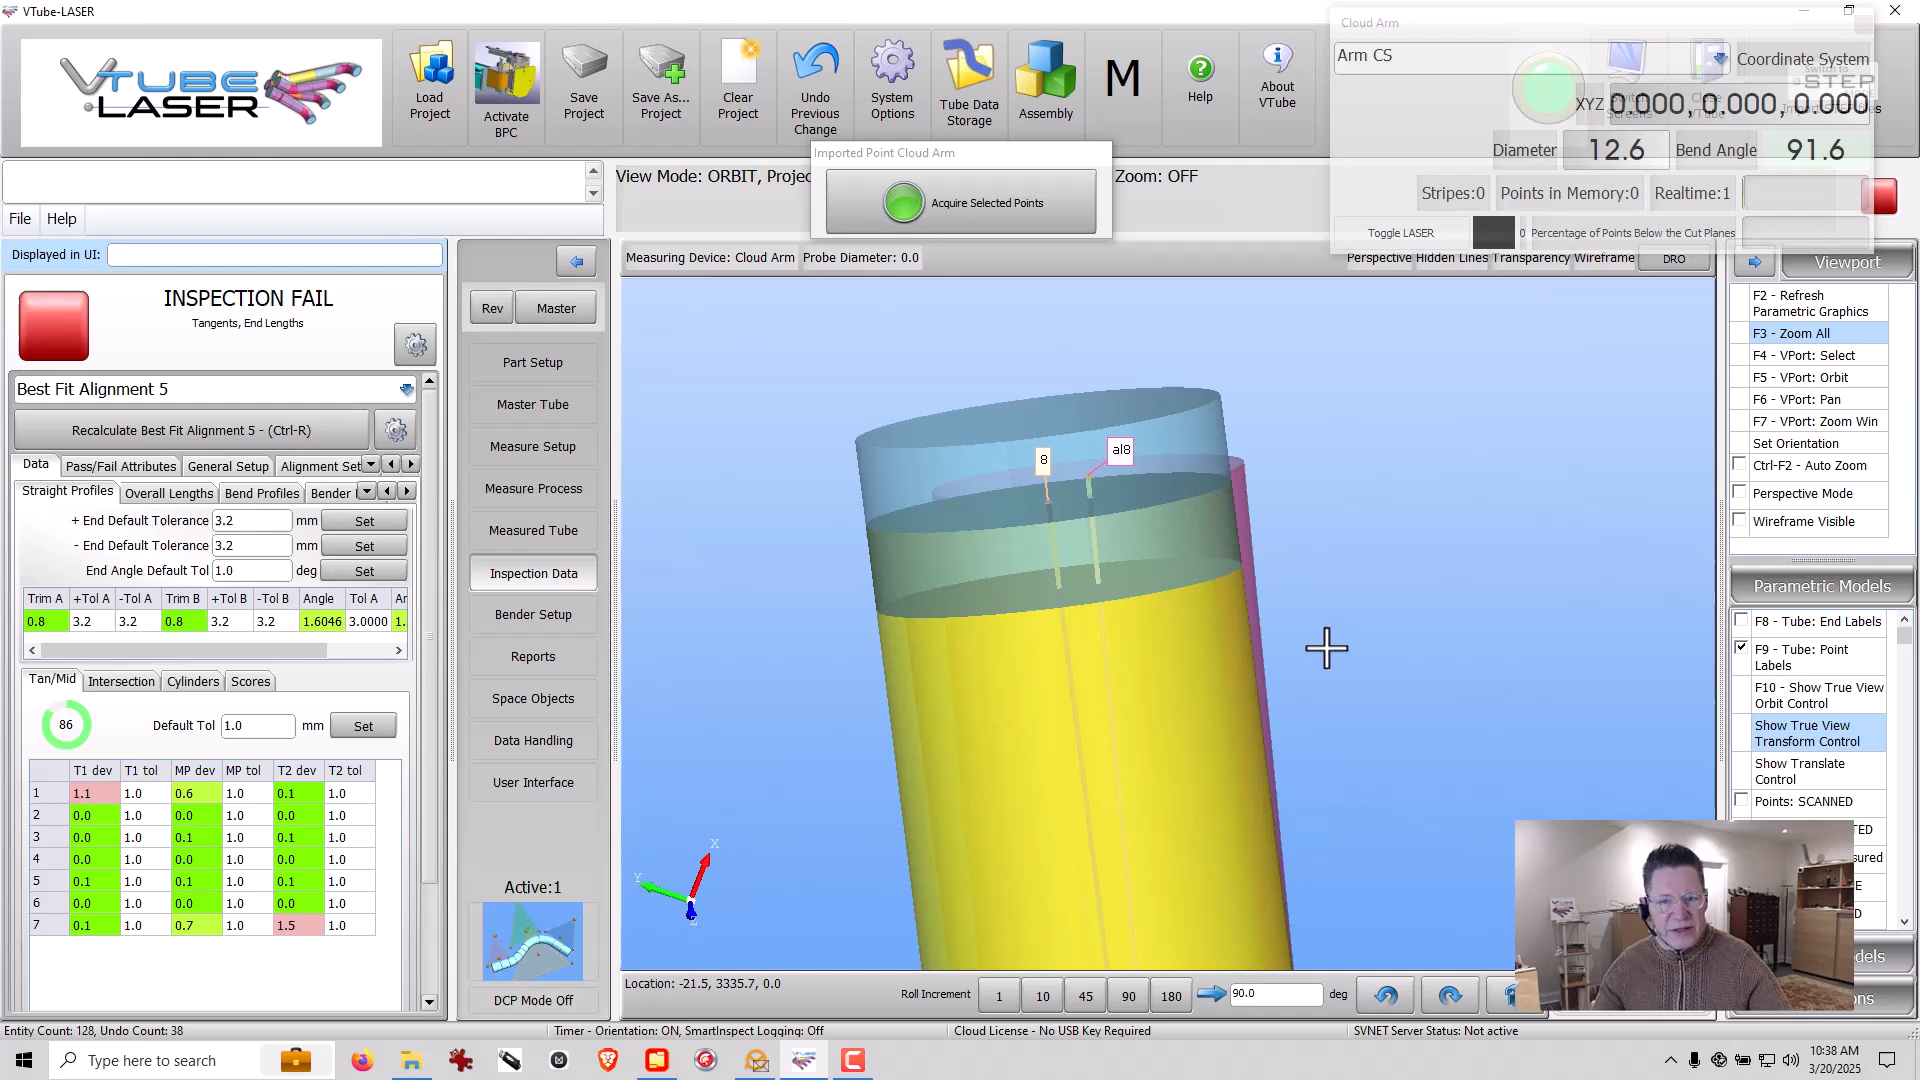 VTube-LASER
VTUBE LASER
Load Project
Activate BPC
Save Project
Save As... Project
Clear Project
Undo Previous Change
System Options
Tube Data Storage
Assembly
M
Help
About VTube
Cloud Arm
Arm CS
Coordinate System
XYZ 0.000, 0.000, 0.000
Diameter 12.6 Bend Angle 91.6
Stripes:0 Points in Memory:0 Realtime:1
Toggle LASER 0 Percentage of Points Below the Cut Planes
Imported Point Cloud Arm
Acquire Selected Points
View Mode: ORBIT, Projec
Zoom: OFF
File Help
Displayed in UI:
INSPECTION FAIL
Tangents, End Lengths
Best Fit Alignment 5
Recalculate Best Fit Alignment 5 - (Ctrl-R)
Data Pass/Fail Attributes General Setup Alignment Set
Straight Profiles Overall Lengths Bend Profiles Bender
+ End Default Tolerance 3.2 mm Set
- End Default Tolerance 3.2 mm Set
End Angle Default Tol 1.0 deg Set
Trim A +Tol A -Tol A Trim B +Tol B -Tol B Angle Tol A Ar
0.8 3.2 3.2 0.8 3.2 3.2 1.6046 3.0000 1.
Tan/Mid Intersection Cylinders Scores
86 Default Tol 1.0 mm Set
T1 dev T1 tol MP dev MP tol T2 dev T2 tol
1 1.1 1.0 0.6 1.0 0.1 1.0
2 0.0 1.0 0.0 1.0 0.0 1.0
3 0.0 1.0 0.1 1.0 0.1 1.0
4 0.0 1.0 0.0 1.0 0.0 1.0
5 0.1 1.0 0.1 1.0 0.1 1.0
6 0.0 1.0 0.0 1.0 0.0 1.0
7 0.1 1.0 0.7 1.0 1.5 1.0
Rev Master
Part Setup
Master Tube
Measure Setup
Measure Process
Measured Tube
Inspection Data
Bender Setup
Reports
Space Objects
Data Handling
User Interface
Active:1
DCP Mode Off
Measuring Device: Cloud Arm Probe Diameter: 0.0
Perspective Hidden Lines Transparency Wireframe DRO
8
al8
X
Y
Z
Location: -21.5, 3335.7, 0.0
Roll Increment 1 10 45 90 180 90.0 deg
Viewport
F2 - Refresh Parametric Graphics
F3 - Zoom All
F4 - VPort: Select
F5 - VPort: Orbit
F6 - VPort: Pan
F7 - VPort: Zoom Win
Set Orientation
Ctrl-F2 - Auto Zoom
Perspective Mode
Wireframe Visible
Parametric Models
F8 - Tube: End Labels
F9 - Tube: Point Labels
F10 - Show True View Orbit Control
Show True View Transform Control
Show Translate Control
Points: SCANNED
TED
sured
E
D
dels
ons
Entity Count: 128, Undo Count: 38
Timer - Orientation: ON, SmartInspect Logging: Off
Cloud License - No USB Key Required
SVNET Server Status: Not active
Type here to search
10:38 AM
3/20/2025